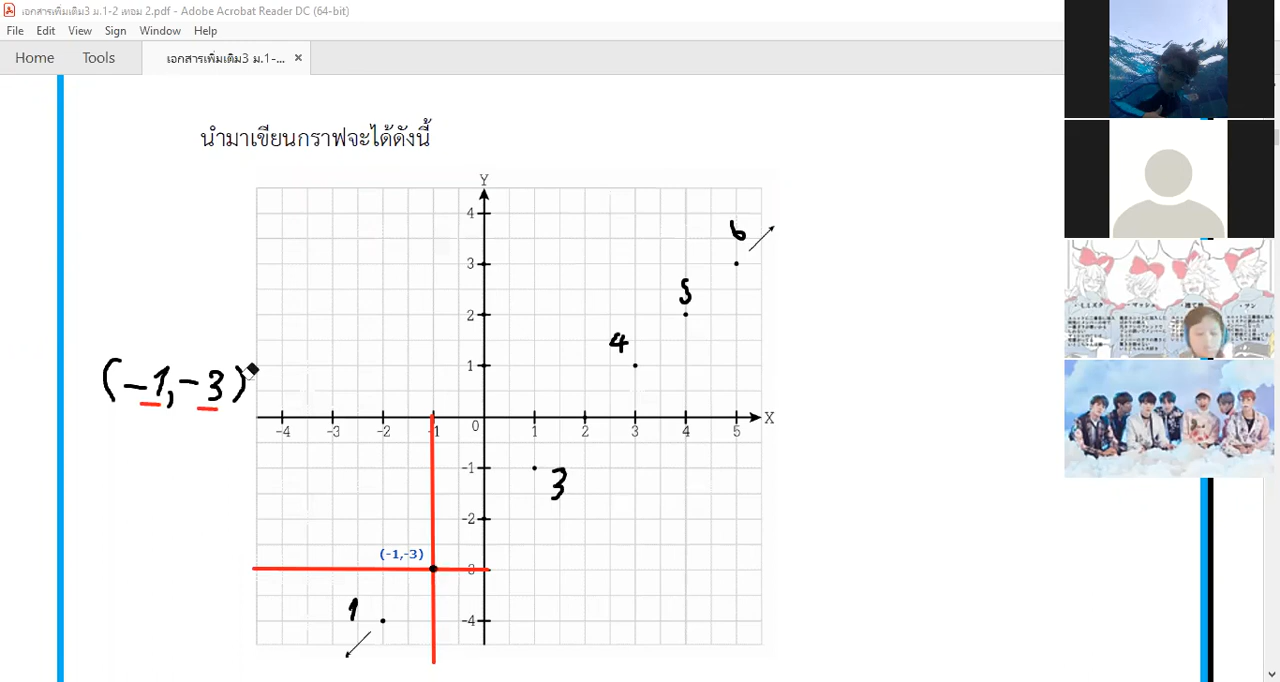 เอกสารเพิ่มเติม3 ม.1-2 เทอม 2.pdf - Adobe Acrobat Reader DC (64-bit)
File Edit View Sign Window Help
Home Tools เอกสารเพิ่มเติม3 ม.1-... ×
นำมาเขียนกราฟจะได้ดังนี้
Y
4
6
3
5
2
4
1
(-1,-3)
-4 -3 -2 -1 0 1 2 3 4 5 X
-1
3
-2
(-1,-3)
-3
1
-4